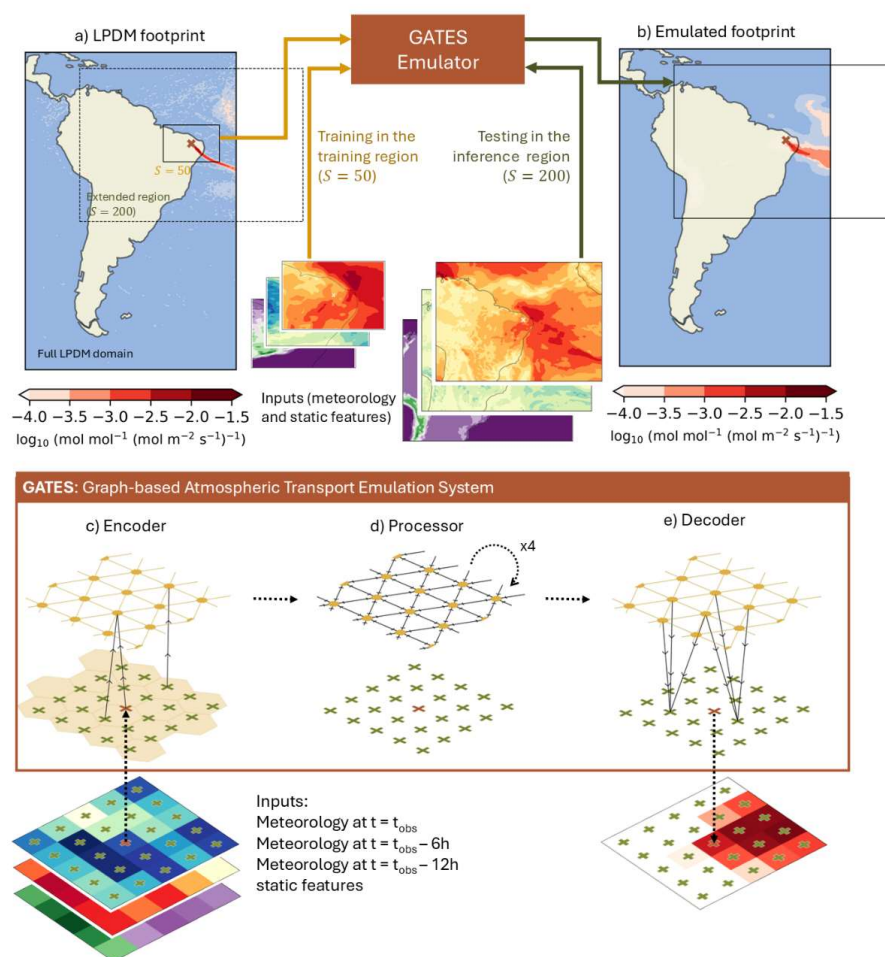 a) LPDM footprint
GATES
Emulator
b) Emulated footprint
Training in the
training region
(S = 50)
Testing in the
inference region
(S = 200)
S = 50
Extended region
(S = 200)
Full LPDM domain
Inputs (meteorology
and static features)
−4.0 −3.5 −3.0 −2.5 −2.0 −1.5
log₁₀ (mol mol⁻¹ (mol m⁻² s⁻¹)⁻¹)
−4.0 −3.5 −3.0 −2.5 −2.0 −1.5
log₁₀ (mol mol⁻¹ (mol m⁻² s⁻¹)⁻¹)
GATES: Graph-based Atmospheric Transport Emulation System
c) Encoder
d) Processor
e) Decoder
x4
Inputs:
Meteorology at t = t_obs
Meteorology at t = t_obs – 6h
Meteorology at t = t_obs – 12h
static features